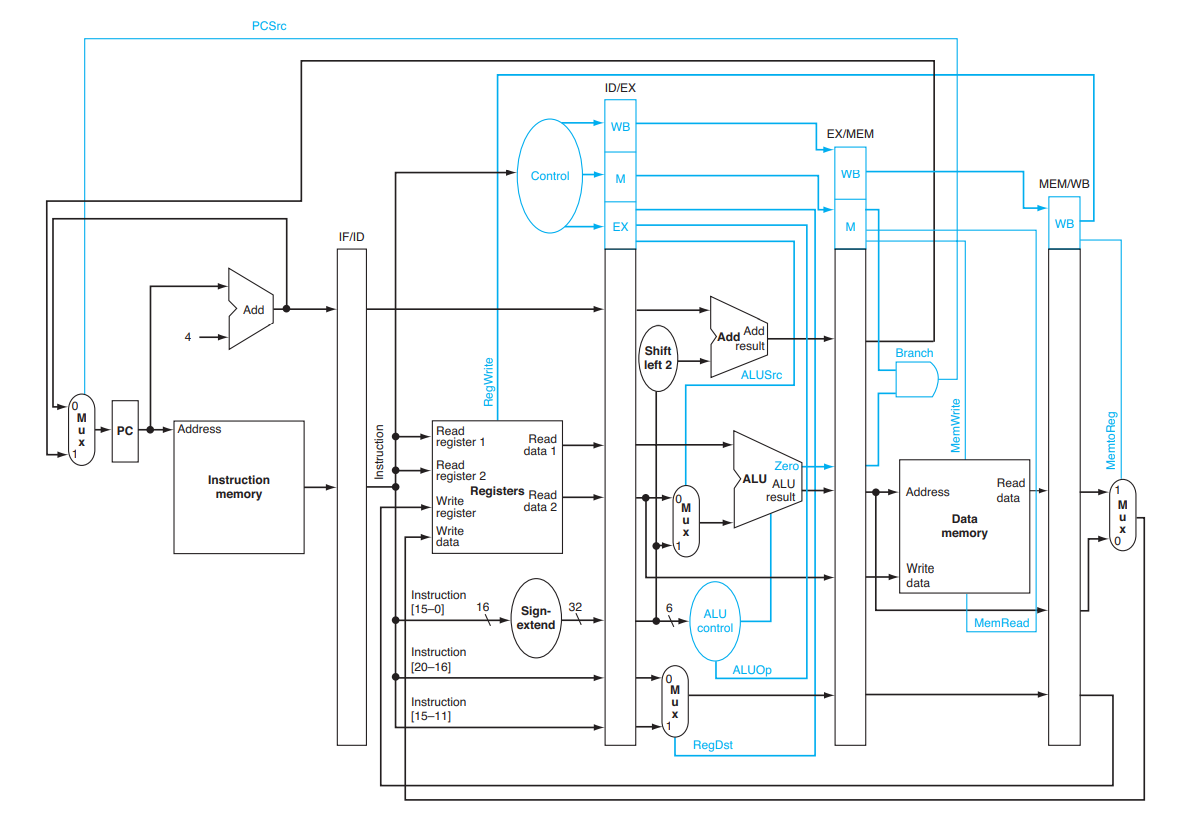 PCSrc
ID/EX
WB
EX/MEM
Control
M
WB
MEM/WB
EX
M
WB
IF/ID
Add
4
Add
Add
result
Shift
left 2
ALUSrc
Branch
RegWrite
MemWrite
MemtoReg
0
M
u
x
1
PC
Address
Instruction
memory
Instruction
Read
register 1
Read
register 2
Write
register
Write
data
Registers
Read
data 1
Read
data 2
0
M
u
x
1
Zero
ALU
ALU
result
Address
Read
data
Data
memory
Write
data
1
M
u
x
0
Instruction
[15–0]
16
Sign-
extend
32
6
ALU
control
MemRead
Instruction
[20–16]
ALUOp
0
M
u
x
1
Instruction
[15–11]
RegDst